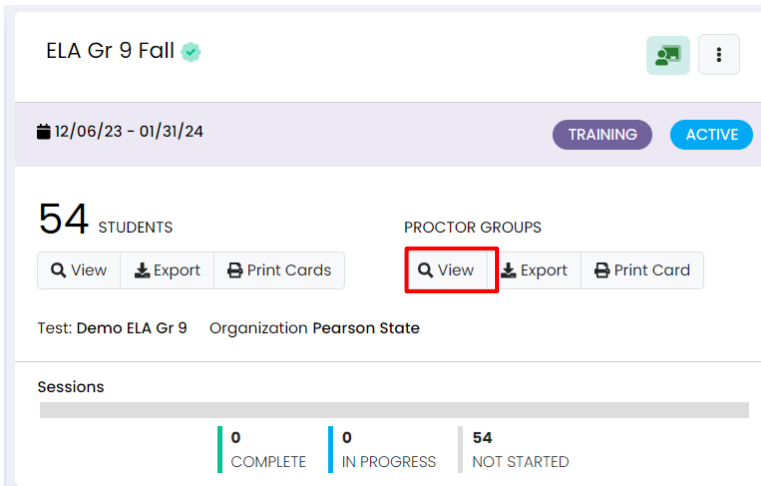 ELA Gr 9 Fall
12/06/23 - 01/31/24
TRAINING
ACTIVE
54 STUDENTS
PROCTOR GROUPS
View Export Print Cards
View Export Print Card
Test: Demo ELA Gr 9 Organization Pearson State
Sessions
0
COMPLETE
0
IN PROGRESS
54
NOT STARTED